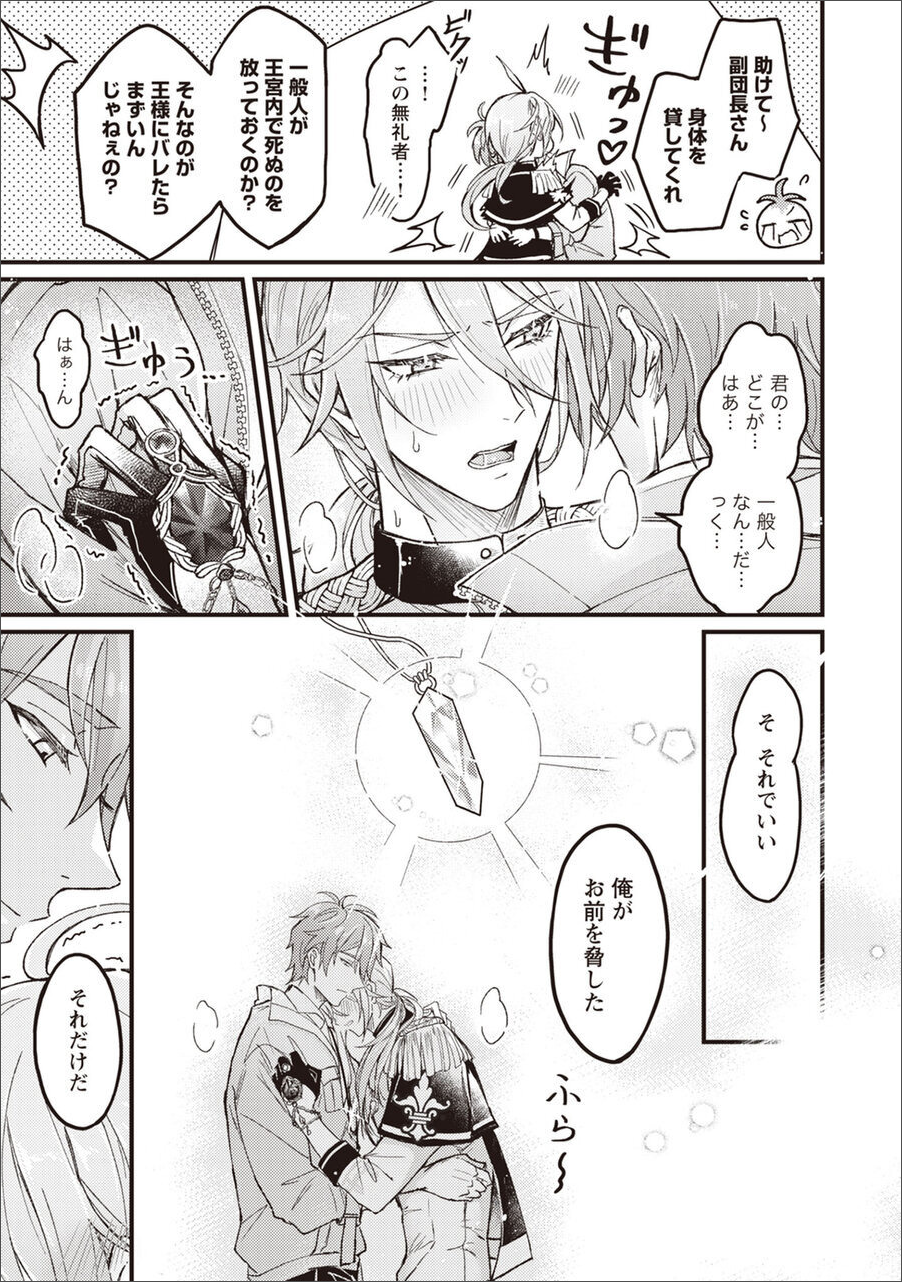 助けて〜
副団長さん
身体を
貸してくれ
ぎゅっ♡
ビクッ
…！
この無礼者…！
一般人が
王宮内で死ぬのを
放っておくのか？
そんなのが
王様にバレたら
まずいん
じゃねぇの？
君の…
どこが…
はあ…
一般人
なん…だ…
っく…
ぎゅぅ…
はぁ…ん
そ それでいい
俺が
お前を脅した
ふら〜
それだけだ